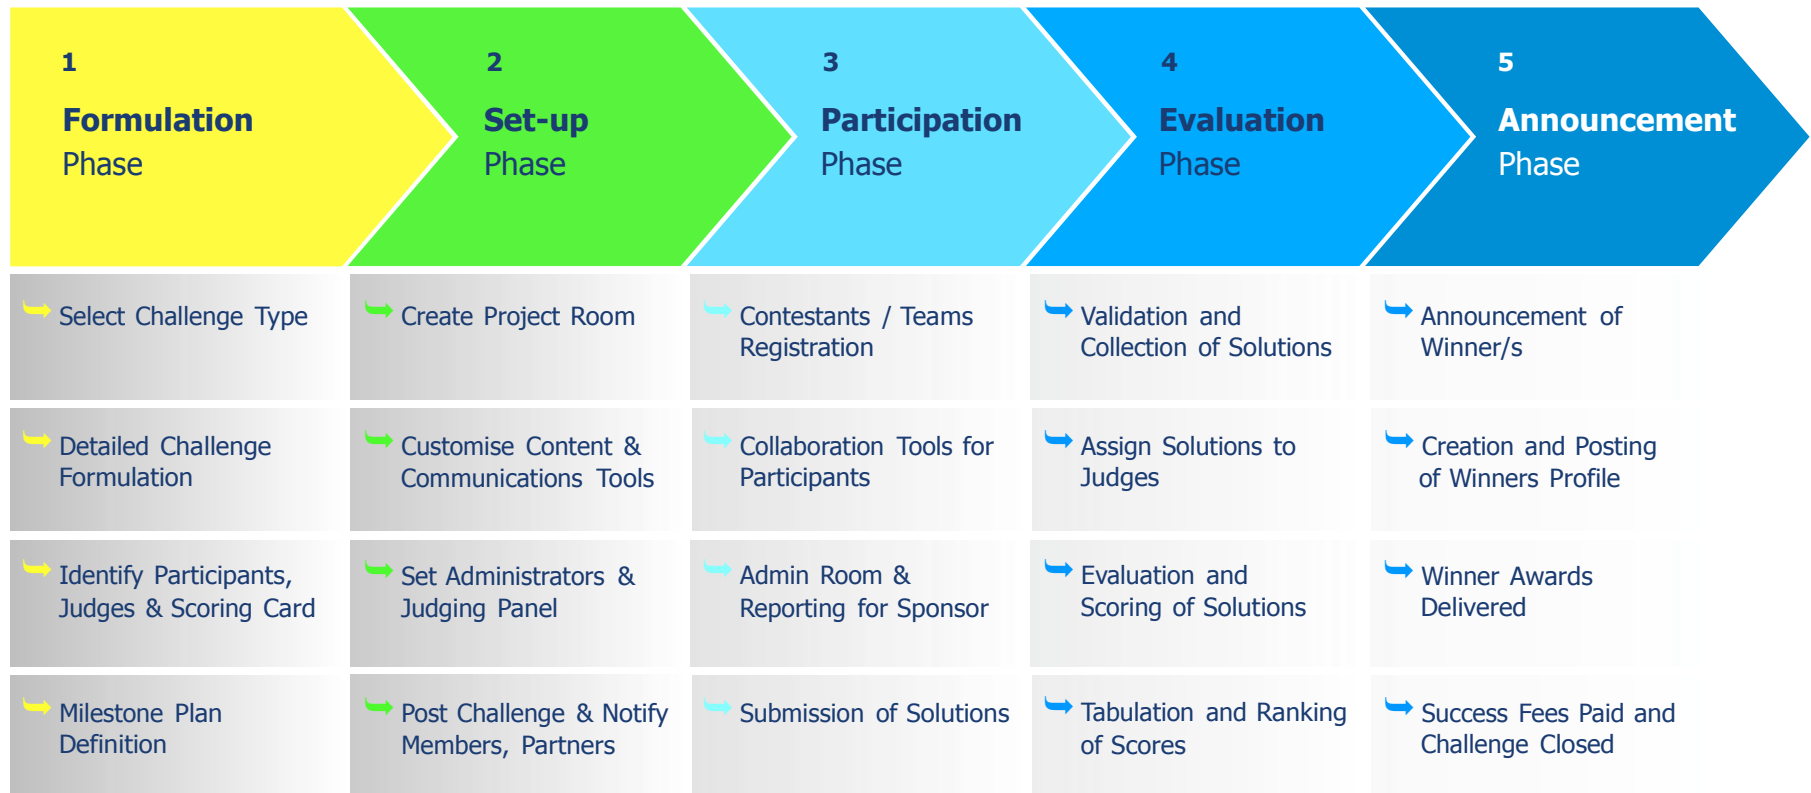 1
Formulation
Phase
2
Set-up
Phase
3
Participation
Phase
4
Evaluation
Phase
5
Announcement
Phase
Select Challenge Type
Create Project Room
Contestants / Teams
Registration
Validation and
Collection of Solutions
Announcement of
Winner/s
Detailed Challenge
Formulation
Customise Content &
Communications Tools
Collaboration Tools for
Participants
Assign Solutions to
Judges
Creation and Posting
of Winners Profile
Identify Participants,
Judges & Scoring Card
Set Administrators &
Judging Panel
Admin Room &
Reporting for Sponsor
Evaluation and
Scoring of Solutions
Winner Awards
Delivered
Milestone Plan
Definition
Post Challenge & Notify
Members, Partners
Submission of Solutions
Tabulation and Ranking
of Scores
Success Fees Paid and
Challenge Closed